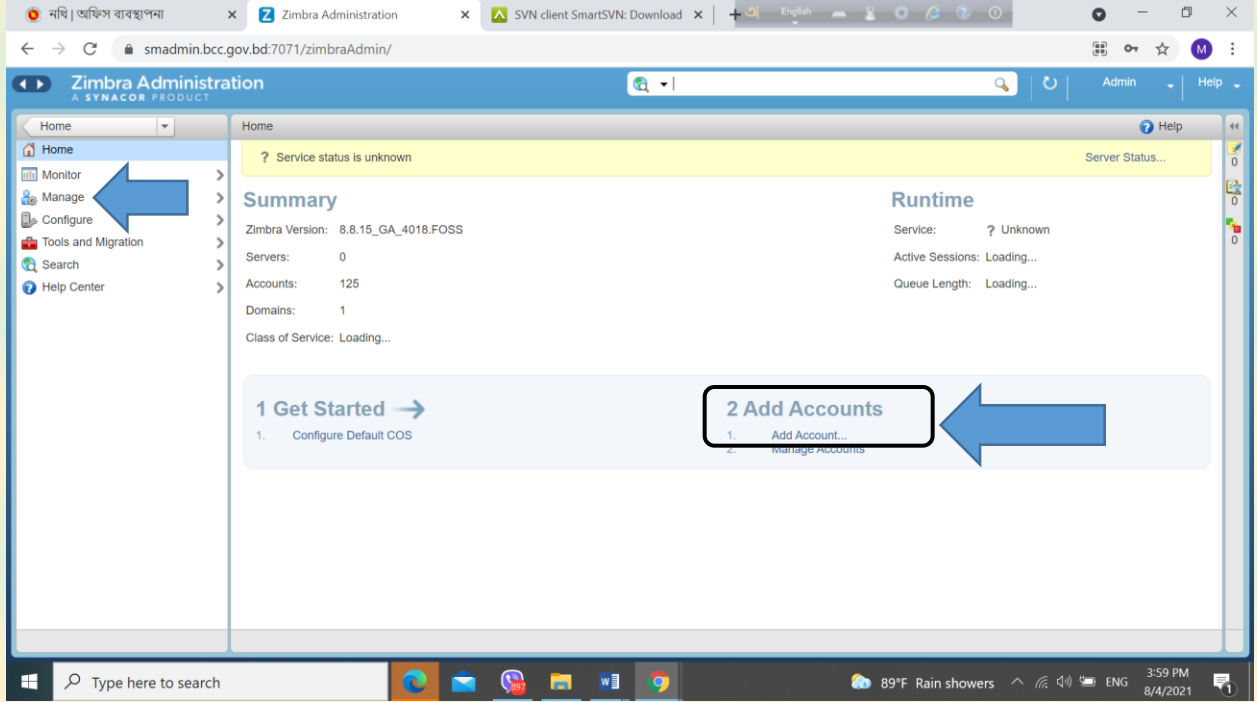 নথি | অফিস ব্যবস্থাপনা
Zimbra Administration
SVN client SmartSVN: Download
English
smadmin.bcc.gov.bd:7071/zimbraAdmin/
M
Zimbra Administration
A SYNACOR PRODUCT
Admin
Help
Home
Home
Help
Home
Monitor
Manage
Configure
Tools and Migration
Search
Help Center
? Service status is unknown
Server Status...
0
0
0
Summary
Zimbra Version: 8.8.15_GA_4018.FOSS
Servers: 0
Accounts: 125
Domains: 1
Class of Service: Loading...
Runtime
Service: ? Unknown
Active Sessions: Loading...
Queue Length: Loading...
1 Get Started
1. Configure Default COS
2 Add Accounts
1. Add Account...
2. Manage Accounts
Type here to search
897
89°F Rain showers
ENG
3:59 PM
8/4/2021
1